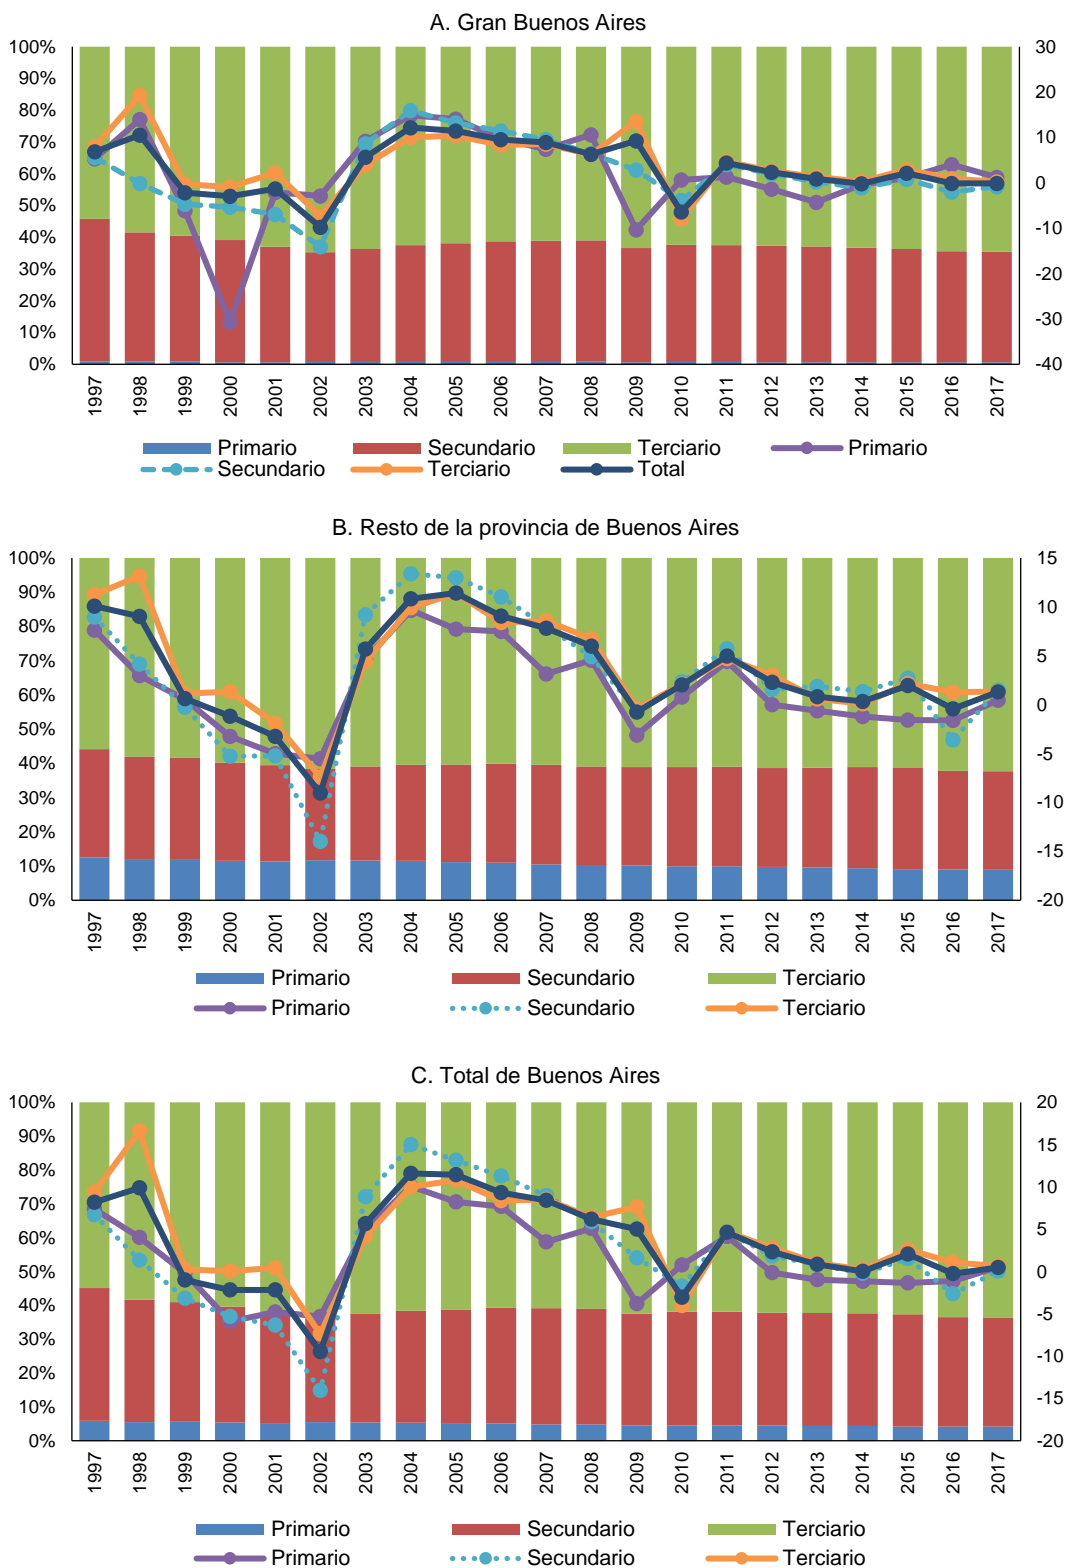 A. Gran Buenos Aires
100% 30
90% 20
80%
70% 10
60% 0
50%
40% -10
30% -20
20%
10% -30
0% -40
1997 1998 1999 2000 2001 2002 2003 2004 2005 2006 2007 2008 2009 2010 2011 2012 2013 2014 2015 2016 2017
Primario Secundario Terciario Primario
Secundario Terciario Total
B. Resto de la provincia de Buenos Aires
100% 15
90% 10
80%
70% 5
60% 0
50%
40% -5
30% -10
20%
10% -15
0% -20
1997 1998 1999 2000 2001 2002 2003 2004 2005 2006 2007 2008 2009 2010 2011 2012 2013 2014 2015 2016 2017
Primario Secundario Terciario
Primario Secundario Terciario
C. Total de Buenos Aires
100% 20
90% 15
80%
70% 10
60% 5
50% 0
40% -5
30%
20% -10
10% -15
0% -20
1997 1998 1999 2000 2001 2002 2003 2004 2005 2006 2007 2008 2009 2010 2011 2012 2013 2014 2015 2016 2017
Primario Secundario Terciario
Primario Secundario Terciario